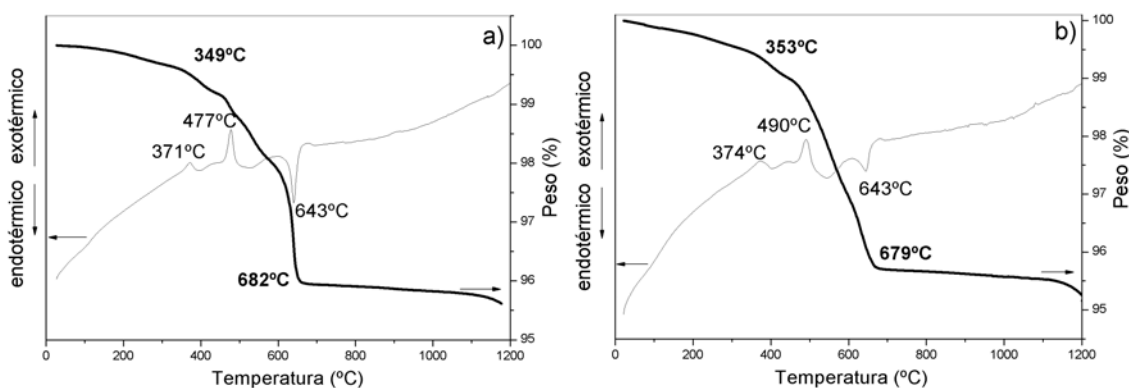 a)
exotérmico
endotérmico
349ºC
477ºC
371ºC
643ºC
682ºC
100
99
98
97
96
95
Peso (%)
0
200
400
600
800
1000
1200
Temperatura (ºC)
b)
exotérmico
endotérmico
353ºC
490ºC
374ºC
643ºC
679ºC
100
99
98
97
96
95
Peso (%)
0
200
400
600
800
1000
1200
Temperatura (ºC)